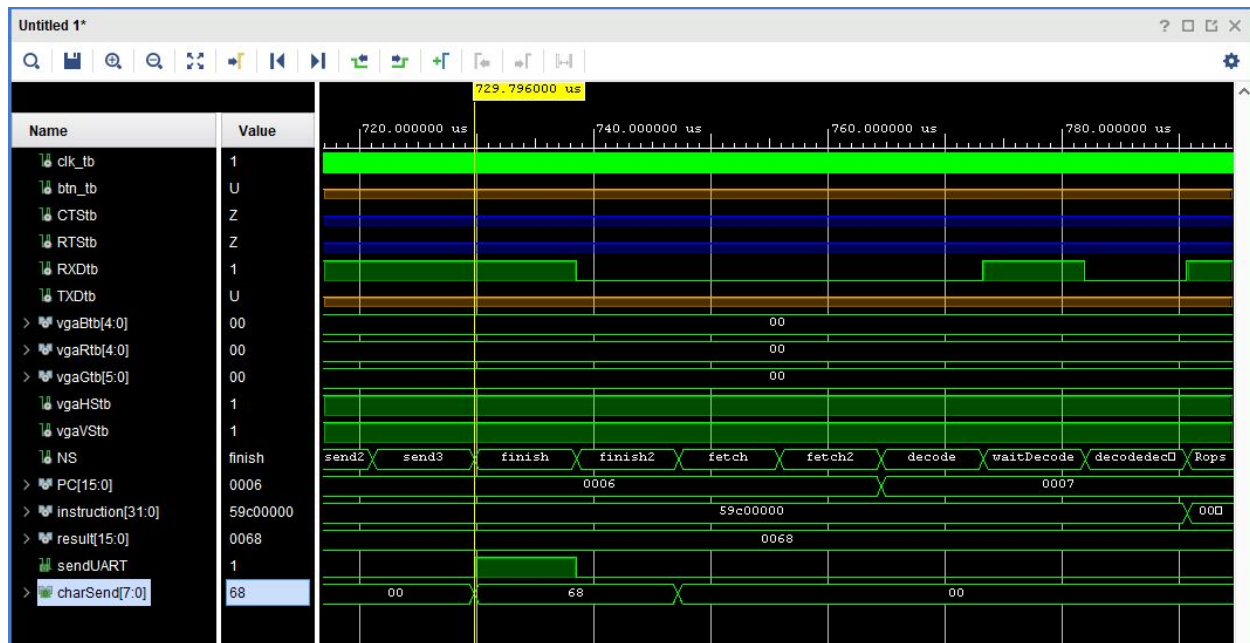 Untitled 1*
729.796000 us
Name Value
720.000000 us 740.000000 us 760.000000 us 780.000000 us
clk_tb 1
btn_tb U
CTStb Z
RTStb Z
RXDtb 1
TXDtb U
vgaBtb[4:0] 00 00
vgaRtb[4:0] 00 00
vgaGtb[5:0] 00 00
vgaHStb 1
vgaVStb 1
NS finish send2 send3 finish finish2 fetch fetch2 decode waitDecode decodedec Rops
PC[15:0] 0006 0006 0007
instruction[31:0] 59c00000 59c00000 00
result[15:0] 0068 0068
sendUART 1
charSend[7:0] 68 00 68 00